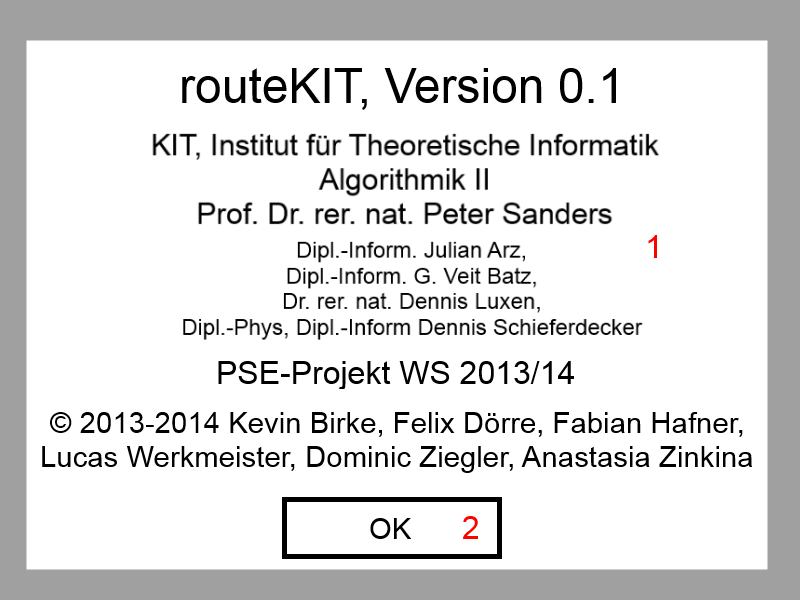 routeKIT, Version 0.1
KIT, Institut für Theoretische Informatik
Algorithmik II
Prof. Dr. rer. nat. Peter Sanders
Dipl.-Inform. Julian Arz,
1
Dipl.-Inform. G. Veit Batz,
Dr. rer. nat. Dennis Luxen,
Dipl.-Phys, Dipl.-Inform Dennis Schieferdecker
PSE-Projekt WS 2013/14
© 2013-2014 Kevin Birke, Felix Dörre, Fabian Hafner,
Lucas Werkmeister, Dominic Ziegler, Anastasia Zinkina
OK 2